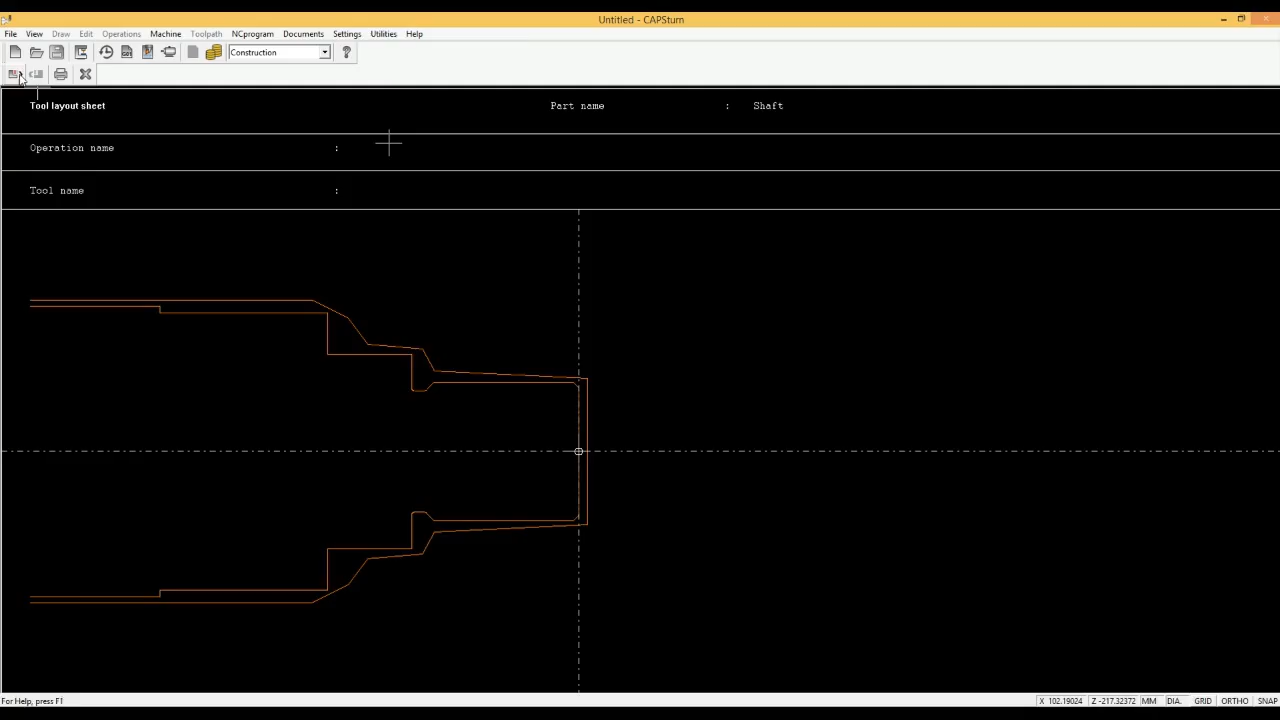 Untitled - CAPSturn
File View Draw Edit Operations Machine Toolpath NCprogram Documents Settings Utilities Help
Construction
Tool layout sheet Part name : Shaft
Operation name :
Tool name :
For Help, press F1 X 102.19024 Z -217.32372 MM DIA. GRID ORTHO SNAP